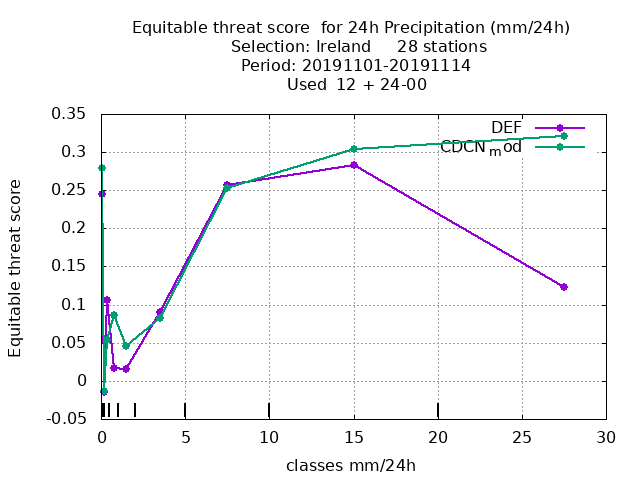 Equitable threat score  for 24h Precipitation (mm/24h)
Selection: Ireland     28 stations
Period: 20191101-20191114
Used  12 + 24-00
DEF
CDCN_mod
Equitable threat score
0.35
0.3
0.25
0.2
0.15
0.1
0.05
0
-0.05
0 5 10 15 20 25 30
classes mm/24h